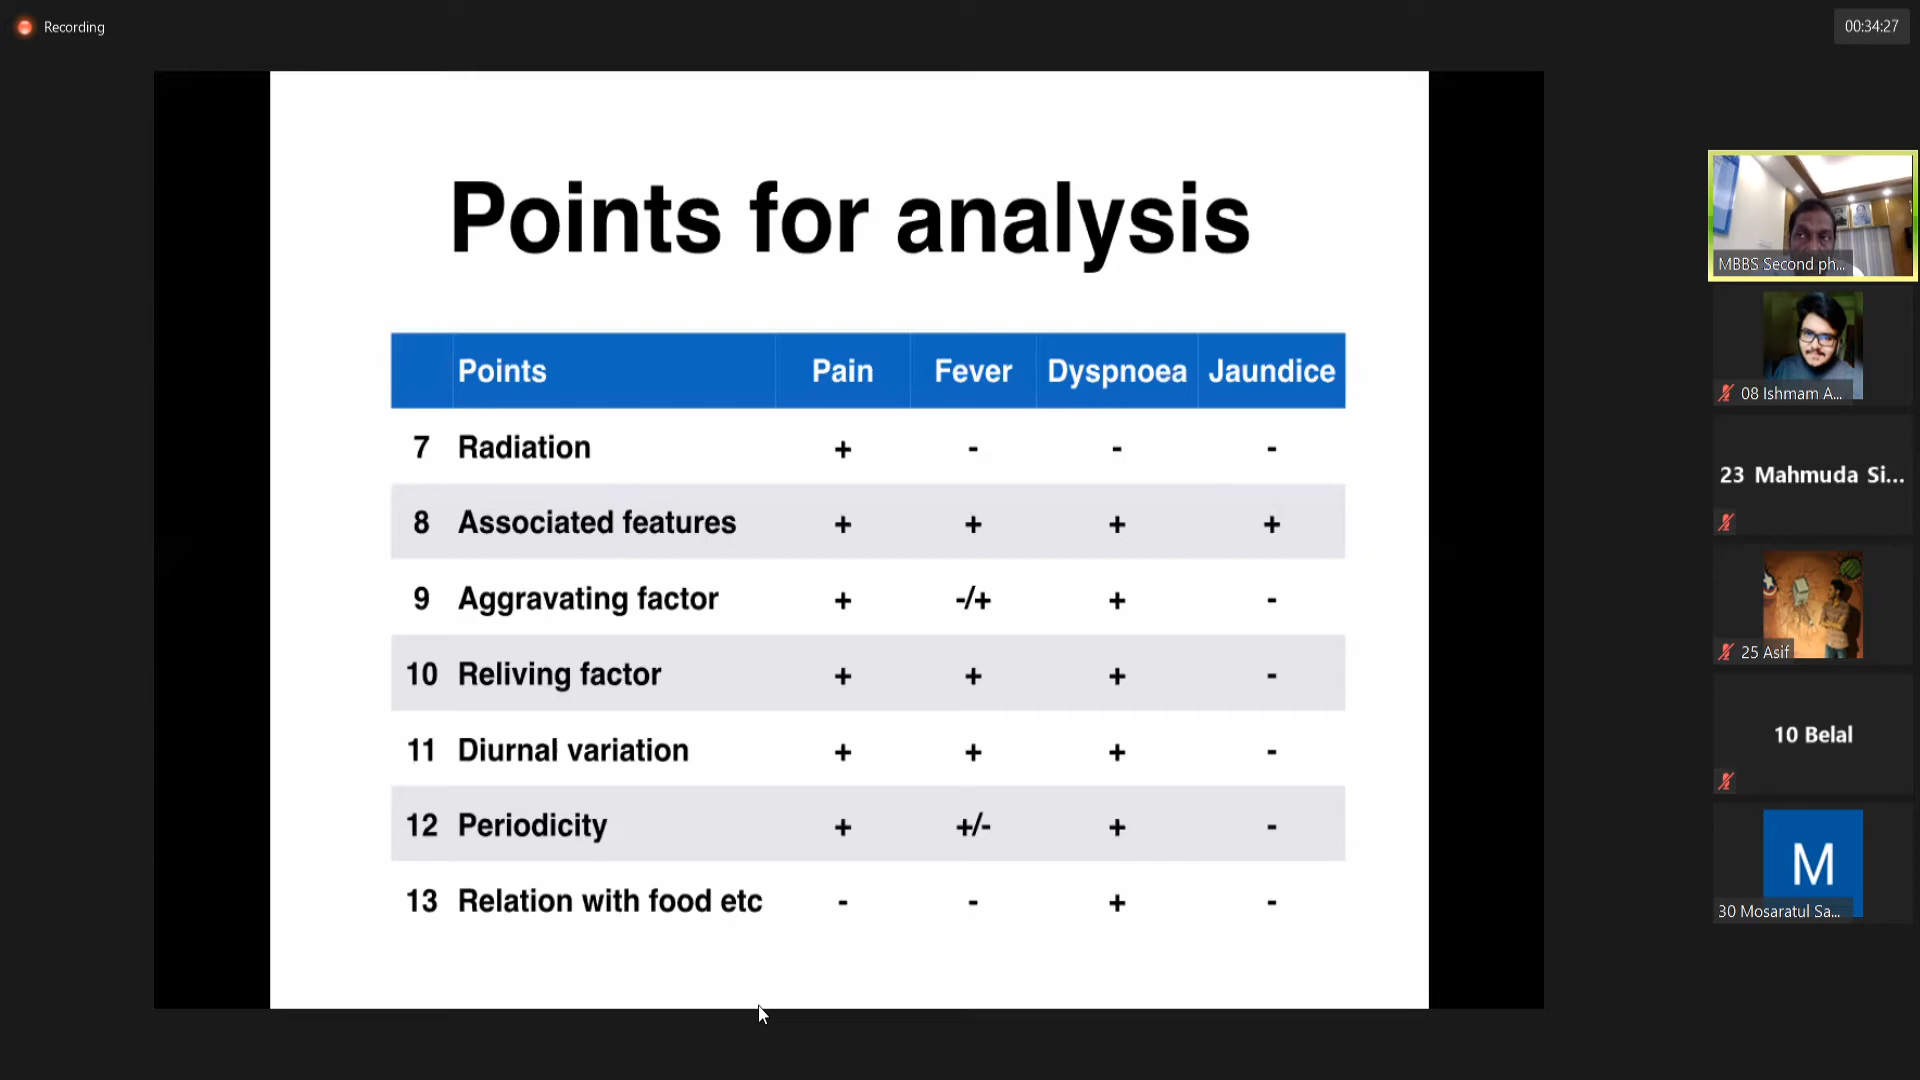 Recording
00:34:27
Points for analysis
Points Pain Fever Dyspnoea Jaundice
7 Radiation + - - -
8 Associated features + + + +
9 Aggravating factor + -/+ + -
10 Reliving factor + + + -
11 Diurnal variation + + + -
12 Periodicity + +/- + -
13 Relation with food etc - - + -
MBBS Second ph...
08 Ishmam A...
23 Mahmuda Si...
25 Asif
10 Belal
M
30 Mosaratul Sa...